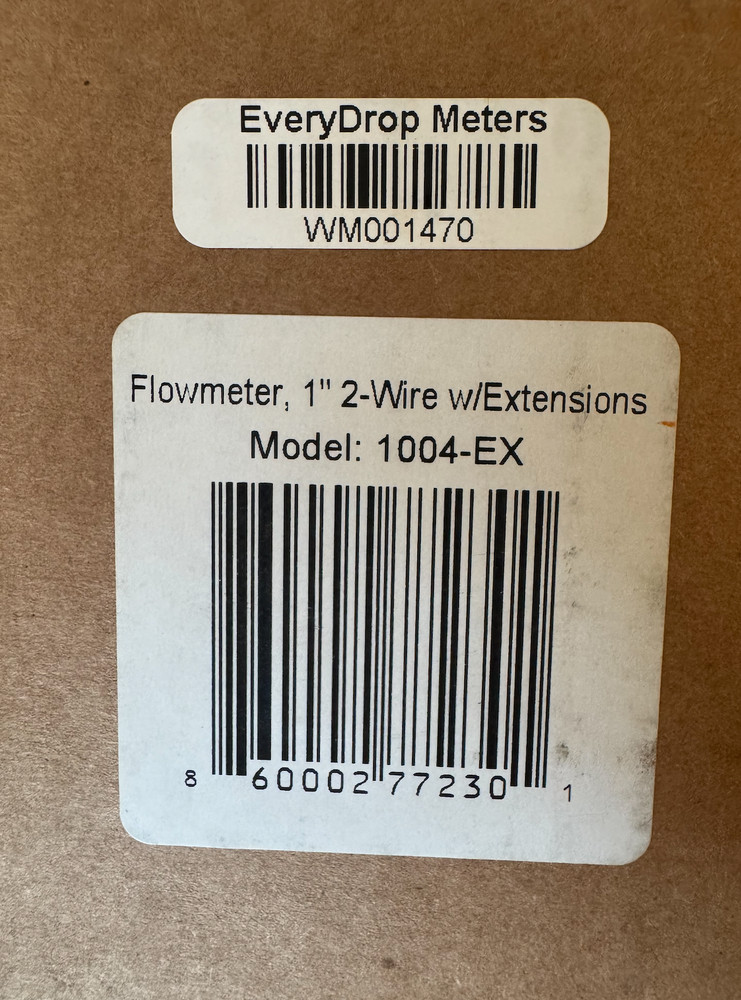 EveryDrop Meters
WM001470
Flowmeter, 1" 2-Wire w/Extensions
Model: 1004-EX
8 60002 77230 1